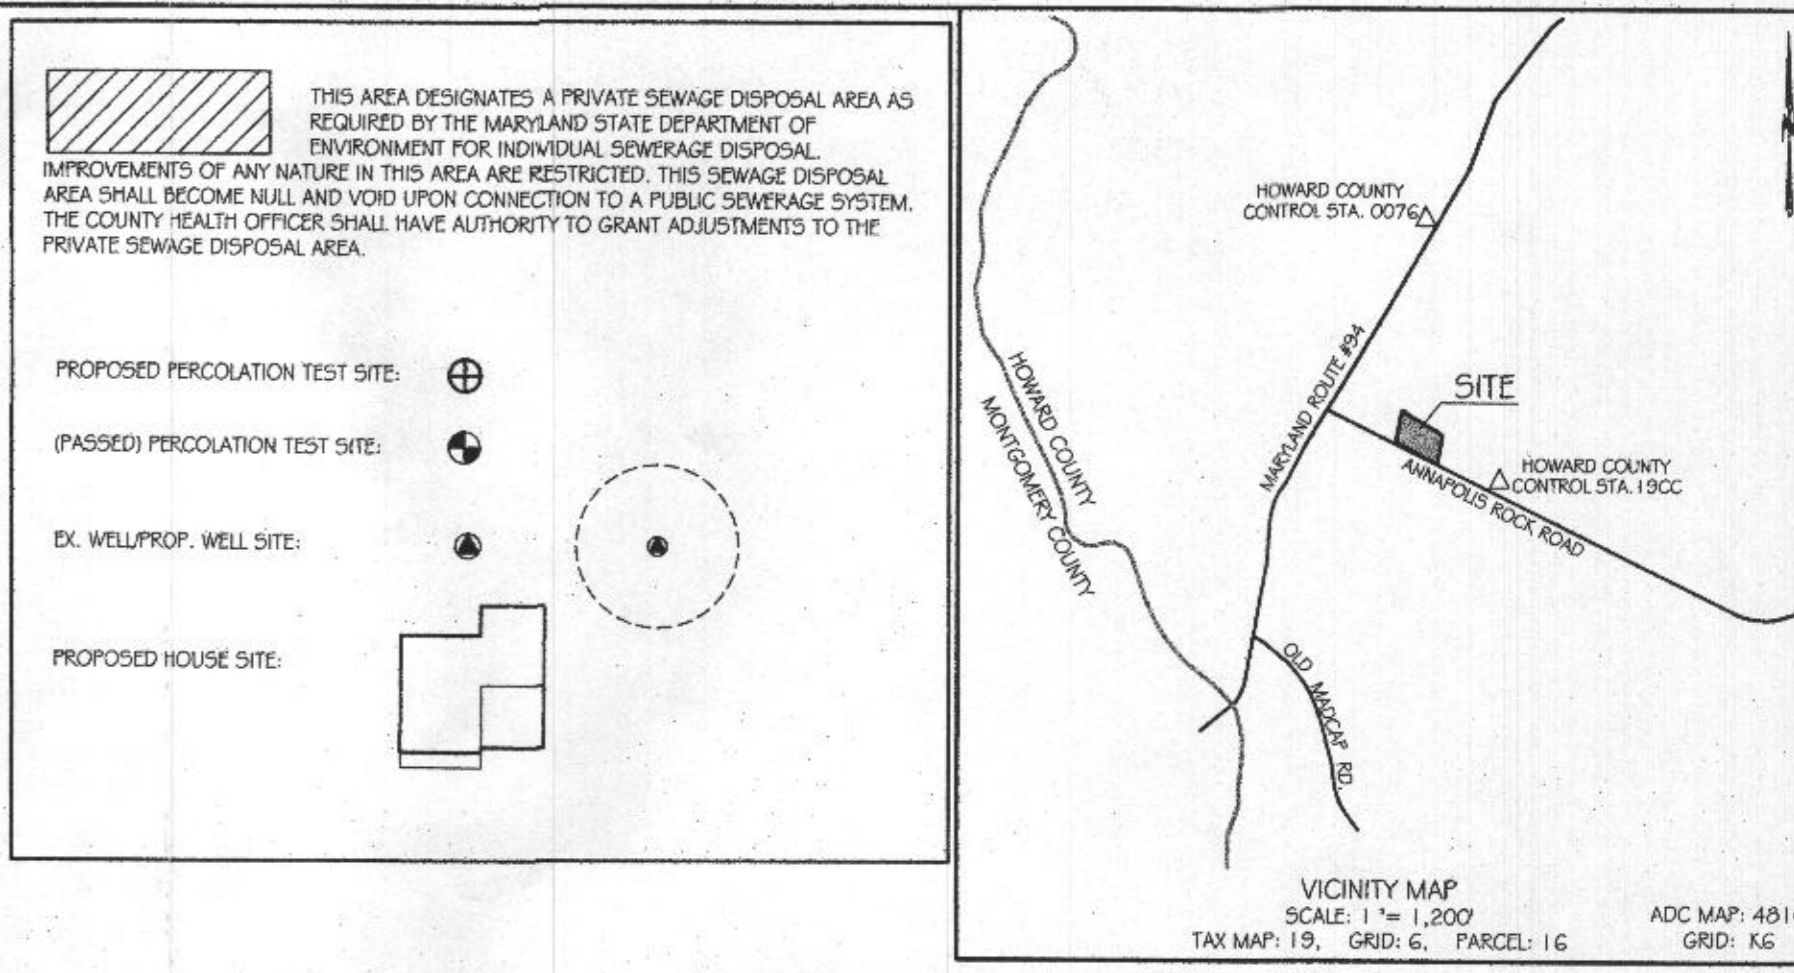 THIS AREA DESIGNATES A PRIVATE SEWAGE DISPOSAL AREA AS
REQUIRED BY THE MARYLAND STATE DEPARTMENT OF
ENVIRONMENT FOR INDIVIDUAL SEWERAGE DISPOSAL.
IMPROVEMENTS OF ANY NATURE IN THIS AREA ARE RESTRICTED. THIS SEWAGE DISPOSAL
AREA SHALL BECOME NULL AND VOID UPON CONNECTION TO A PUBLIC SEWERAGE SYSTEM.
THE COUNTY HEALTH OFFICER SHALL HAVE AUTHORITY TO GRANT ADJUSTMENTS TO THE
PRIVATE SEWAGE DISPOSAL AREA.
PROPOSED PERCOLATION TEST SITE:
(PASSED) PERCOLATION TEST SITE:
EX. WELL/PROP. WELL SITE:
PROPOSED HOUSE SITE:
HOWARD COUNTY
CONTROL STA. 0076
MARYLAND ROUTE #94
SITE
HOWARD COUNTY
CONTROL STA. 19CC
ANNAPOLIS ROCK ROAD
HOWARD COUNTY
MONTGOMERY COUNTY
OLD MADCAP RD.
VICINITY MAP
SCALE: 1 "= 1,200'
TAX MAP: 19, GRID: 6, PARCEL: 16
ADC MAP:
GRID: K6